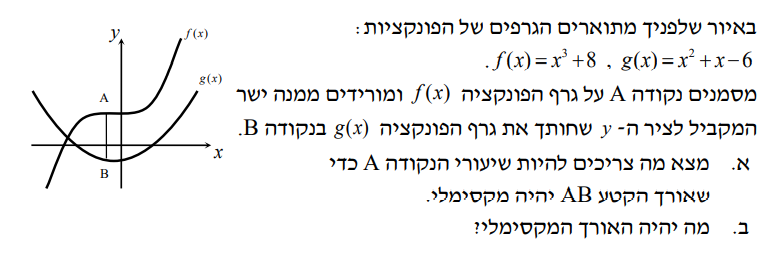 באיור שלפניך מתוארים הגרפים של הפונקציות:
f(x)=x³+8 , g(x)=x²+x−6.
מסמנים נקודה A על גרף הפונקציה f(x) ומורידים ממנה ישר
המקביל לציר ה- y שחותך את גרף הפונקציה g(x) בנקודה B.
א. מצא מה צריכים להיות שיעורי הנקודה A כדי
שאורך הקטע AB יהיה מקסימלי.
ב. מה יהיה האורך המקסימלי?
y
f(x)
g(x)
A
x
B